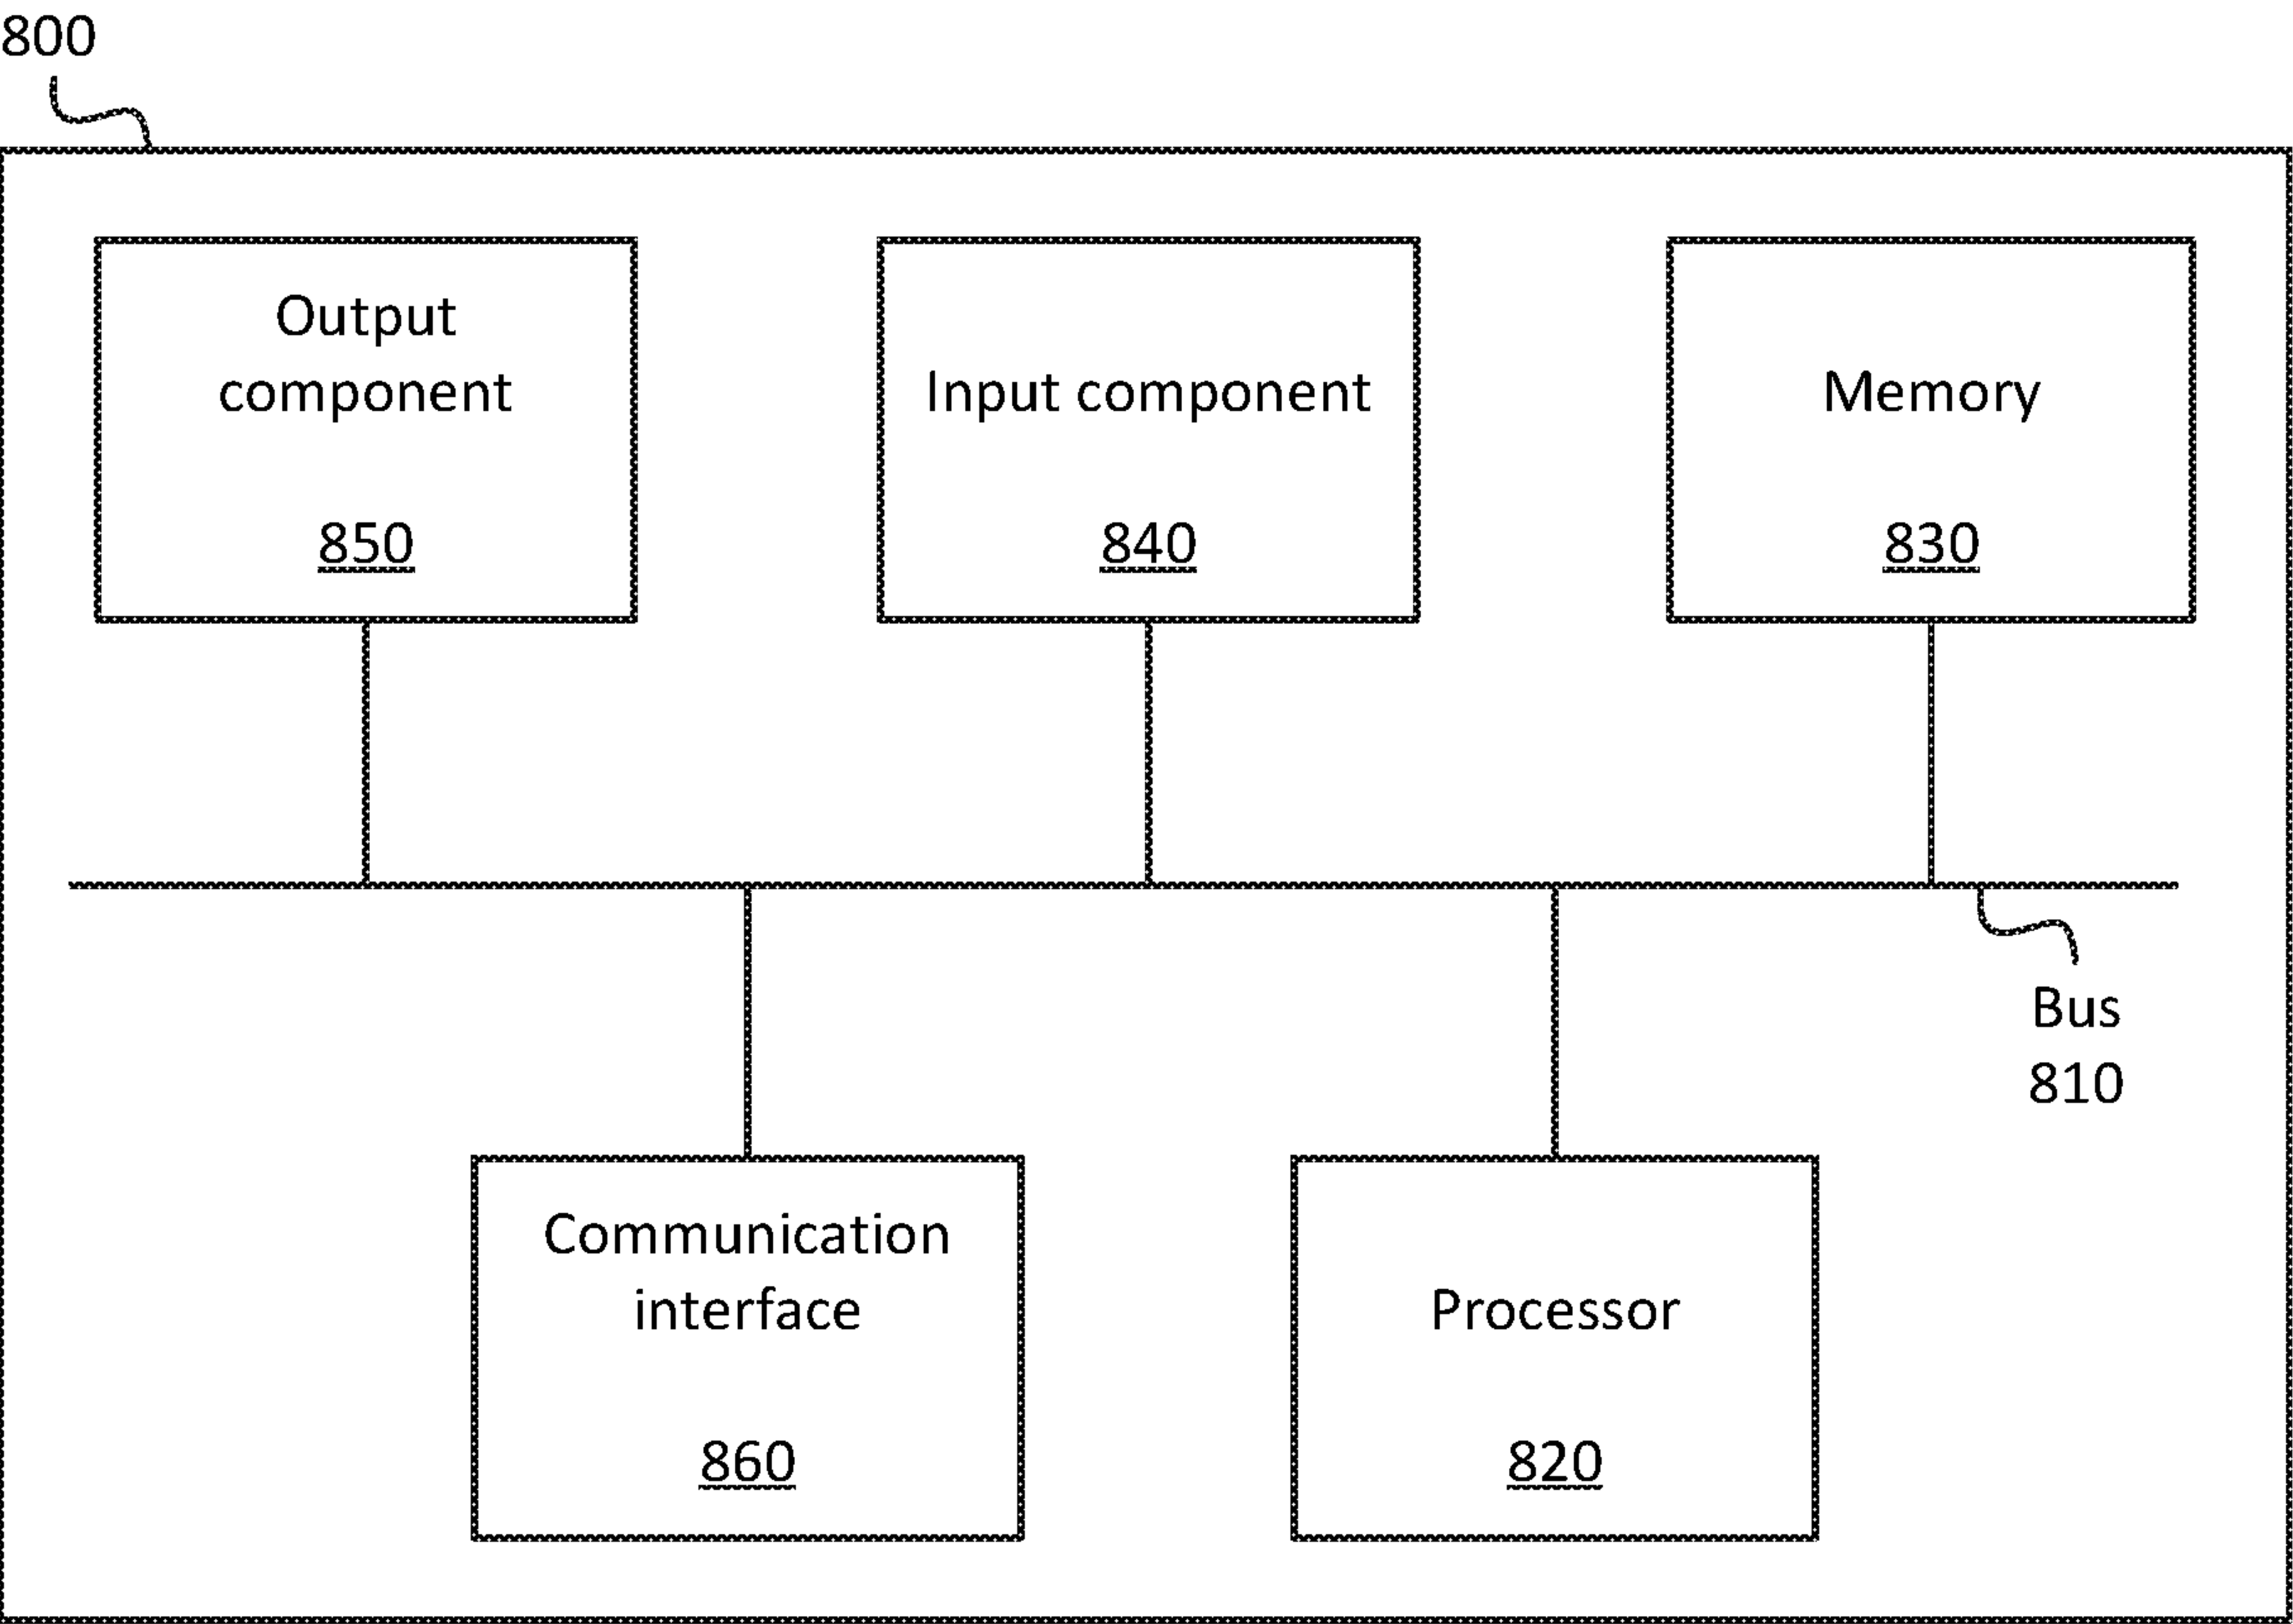 800
Output
component
850
Input component
840
Memory
830
Bus
810
Communication
interface
860
Processor
820